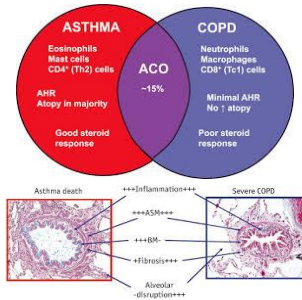 ASTHMA
COPD
Eosinophils
Mast cells
CD4⁺ (Th2) cells
AHR
Atopy in majority
Good steroid
response
ACO
~15%
Neutrophils
Macrophages
CD8⁺ (Tc1) cells
Minimal AHR
No ↑ atopy
Poor steroid
response
Asthma death
Severe COPD
+++Inflammation+++
+++ASM+++
+++BM-
+Fibrosis+++
Alveolar
-disruption+++